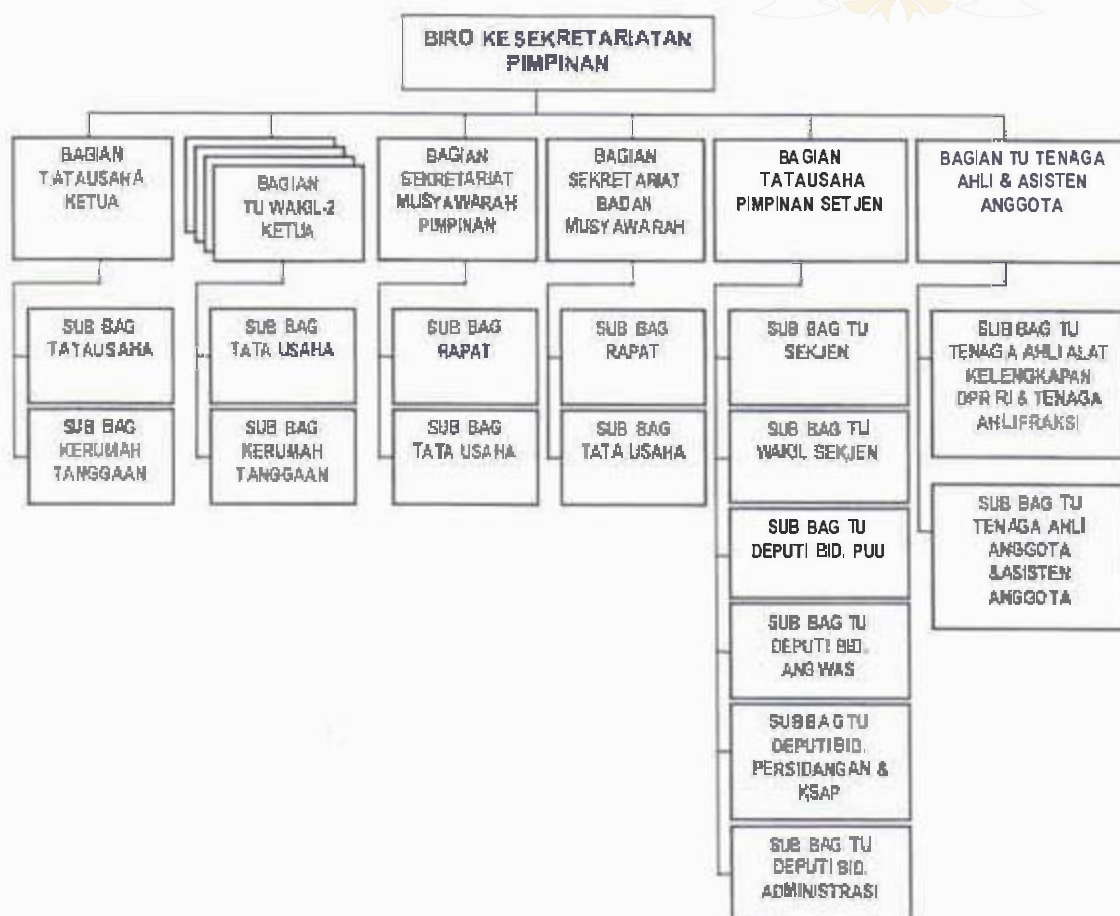 BIRO KESEKRETARIATAN
PIMPINAN
BAGIAN
TATAUSAHA
KETUA
BAGIAN
TU WAKIL-2
KETUA
BAGIAN
SEKRETARIAT
MUSYAWARAH
PIMPINAN
BAGIAN
SEKRETARIAT
BADAN
MUSYAWARAH
BAGIAN
TATAUSAHA
PIMPINAN SETJEN
BAGIAN TU TENAGA
AHLI & ASISTEN
ANGGOTA
SUB BAG
TATAUSAHA
SUB BAG
KERUMAH
TANGGAAN
SUB BAG
TATA USAHA
SUB BAG
KERUMAH
TANGGAAN
SUB BAG
RAPAT
SUB BAG
TATA USAHA
SUB BAG
RAPAT
SUB BAG
TATA USAHA
SUB BAG TU
SEKJEN
SUB BAG TU
WAKIL SEKJEN
SUB BAG TU
DEPUTI BID. PUU
SUB BAG TU
DEPUTI BID.
ANGWAS
SUBBAG TU
DEPUTI BID.
PERSIDANGAN &
KSAP
SUB BAG TU
DEPUTI BID.
ADMINISTRASI
SUB BAG TU
TENAGA AHLI ALAT
KELENGKAPAN
DPR RI & TENAGA
AHLI FRAKSI
SUB BAG TU
TENAGA AHLI
ANGGOTA
&ASISTEN
ANGGOTA